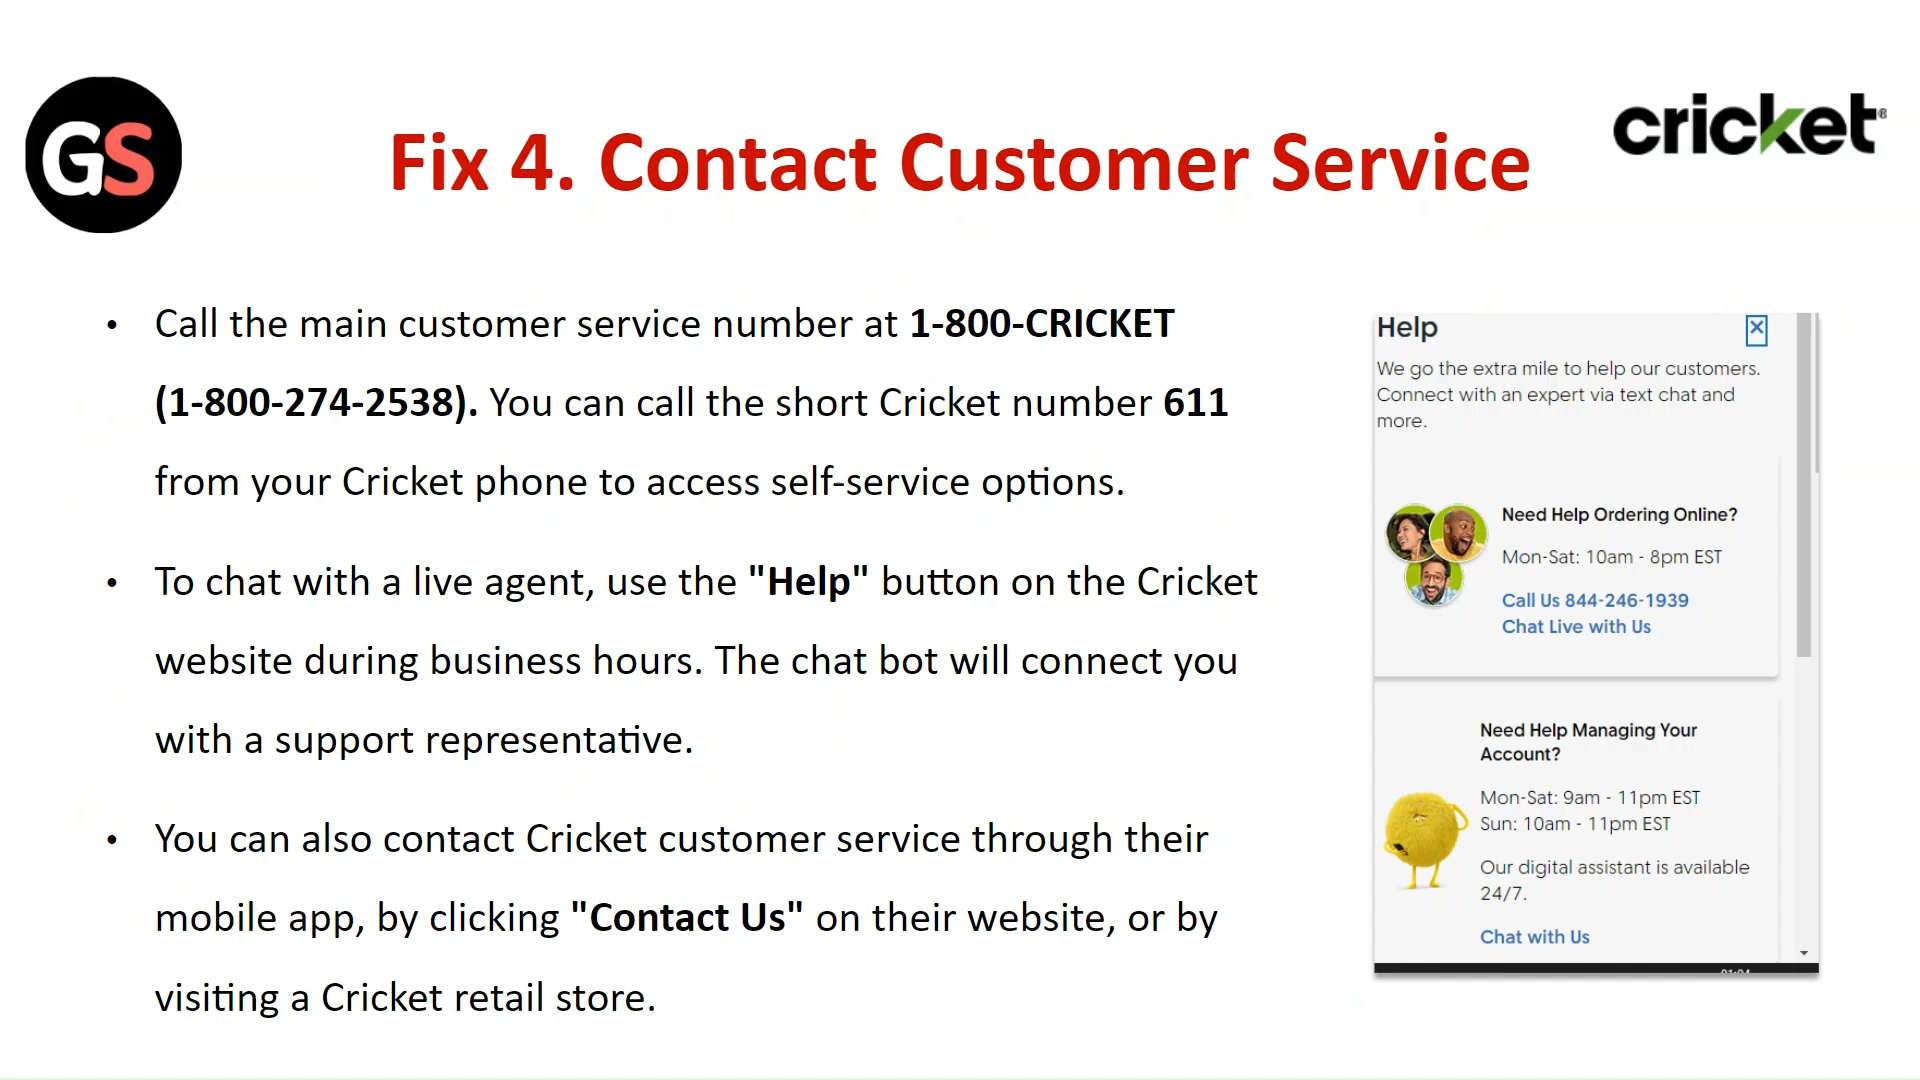 GS
Fix 4. Contact Customer Service
cricket®
• Call the main customer service number at 1-800-CRICKET
(1-800-274-2538). You can call the short Cricket number 611
from your Cricket phone to access self-service options.
• To chat with a live agent, use the "Help" button on the Cricket
website during business hours. The chat bot will connect you
with a support representative.
• You can also contact Cricket customer service through their
mobile app, by clicking "Contact Us" on their website, or by
visiting a Cricket retail store.
Help
We go the extra mile to help our customers.
Connect with an expert via text chat and
more.
Need Help Ordering Online?
Mon-Sat: 10am - 8pm EST
Call Us 844-246-1939
Chat Live with Us
Need Help Managing Your
Account?
Mon-Sat: 9am - 11pm EST
Sun: 10am - 11pm EST
Our digital assistant is available
24/7.
Chat with Us